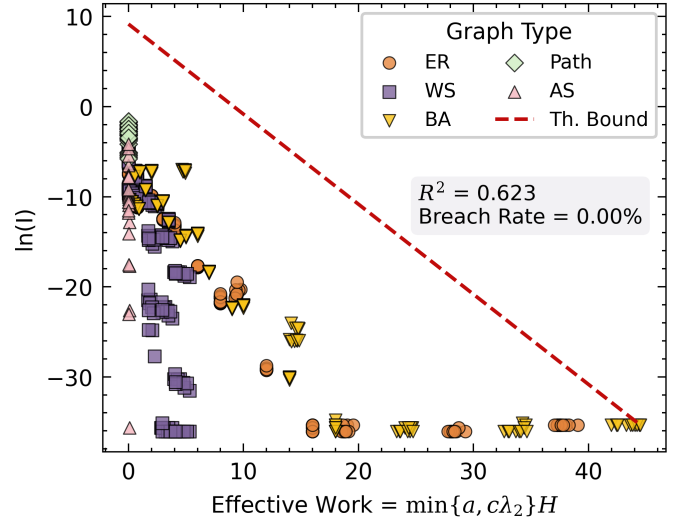 10
0
−10
−20
−30
ln(I)
Graph Type
ER
WS
BA
Path
AS
Th. Bound
R² = 0.623
Breach Rate = 0.00%
0
10
20
30
40
Effective Work = min{a, cλ₂}H